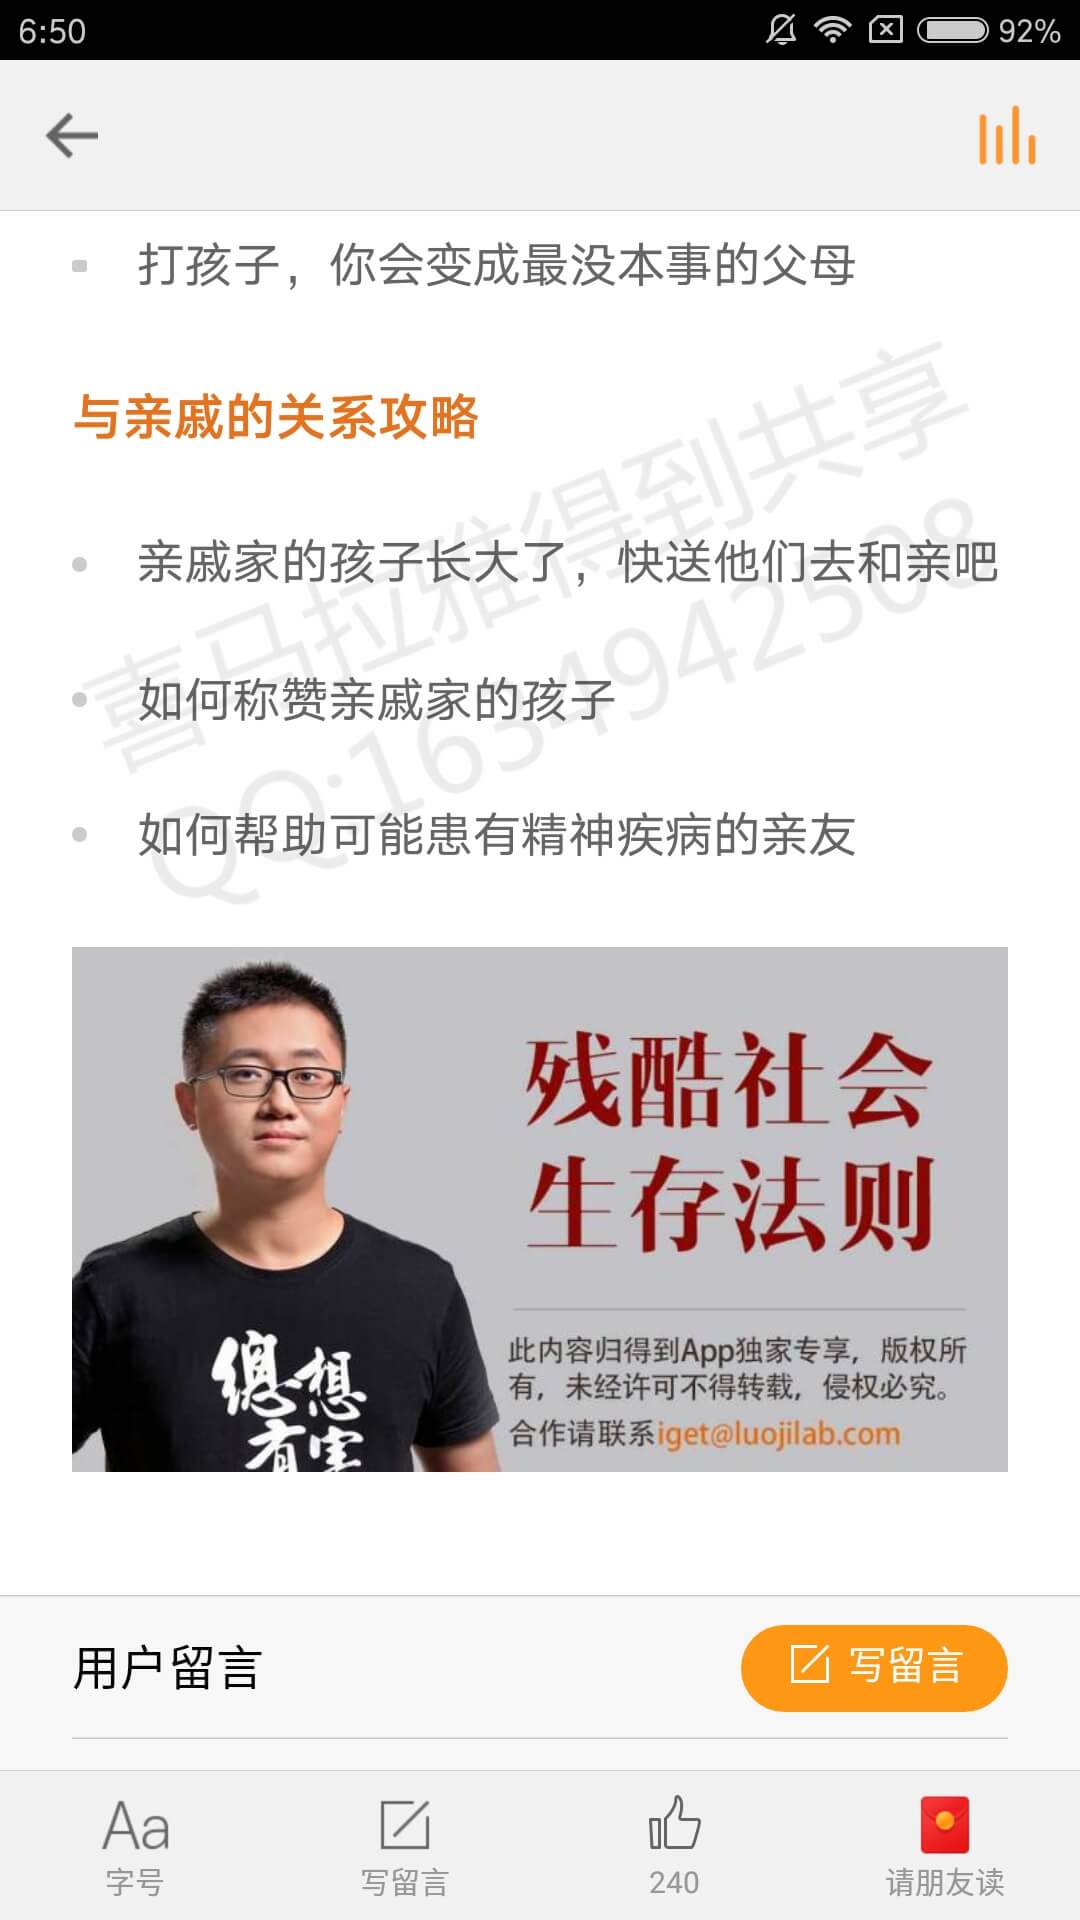 6:50
92%
打孩子，你会变成最没本事的父母
与亲戚的关系攻略
亲戚家的孩子长大了，快送他们去和亲吧
如何称赞亲戚家的孩子
如何帮助可能患有精神疾病的亲友
喜马拉雅得到共享
QQ:1634942508
残酷社会
生存法则
此内容归得到App独家专享，版权所
有，未经许可不得转载，侵权必究。
合作请联系iget@luojilab.com
總想
有害
用户留言
写留言
Aa
字号
写留言
240
请朋友读